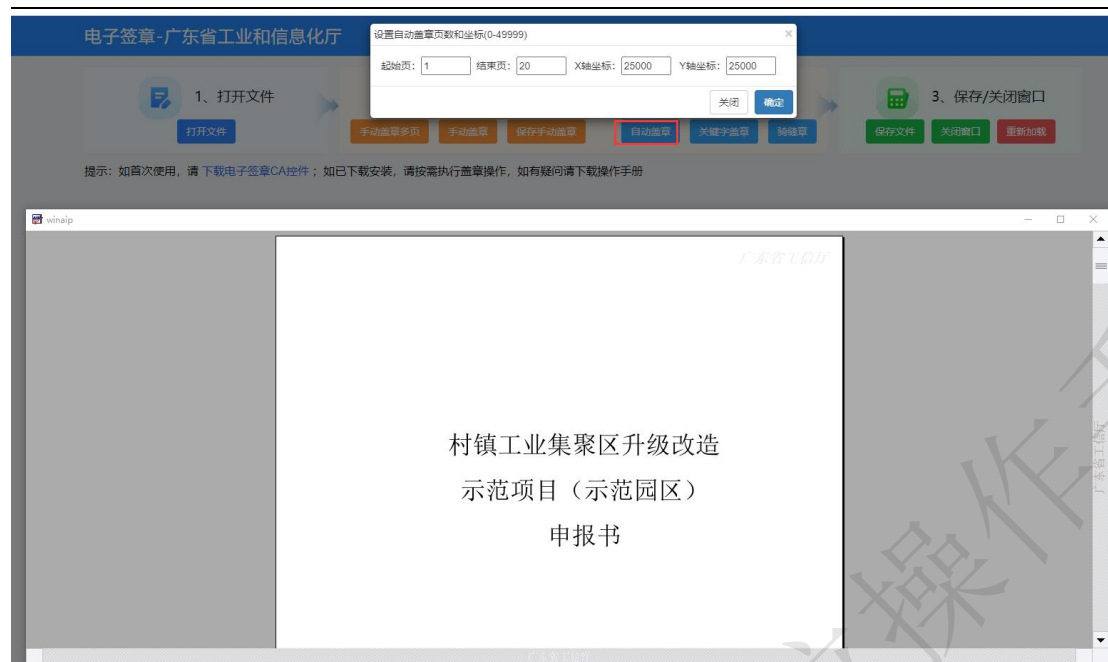 电子签章-广东省工业和信息化厅
设置自动盖章页数和坐标(0-49999) ×
起始页: 1 结束页: 20 X轴坐标: 25000 Y轴坐标: 25000
关闭 确定
1、打开文件
3、保存/关闭窗口
打开文件 手动盖章多页 手动盖章 保存手动盖章 自动盖章 关键字盖章 骑缝章 保存文件 关闭窗口 重新加载
提示：如首次使用，请 下载电子签章CA控件 ；如已下载安装，请按需执行盖章操作，如有疑问请下载操作手册
winaip
广东省工信厅
村镇工业集聚区升级改造
示范项目（示范园区）
申报书
广东省工信厅
操作
广东省工信厅